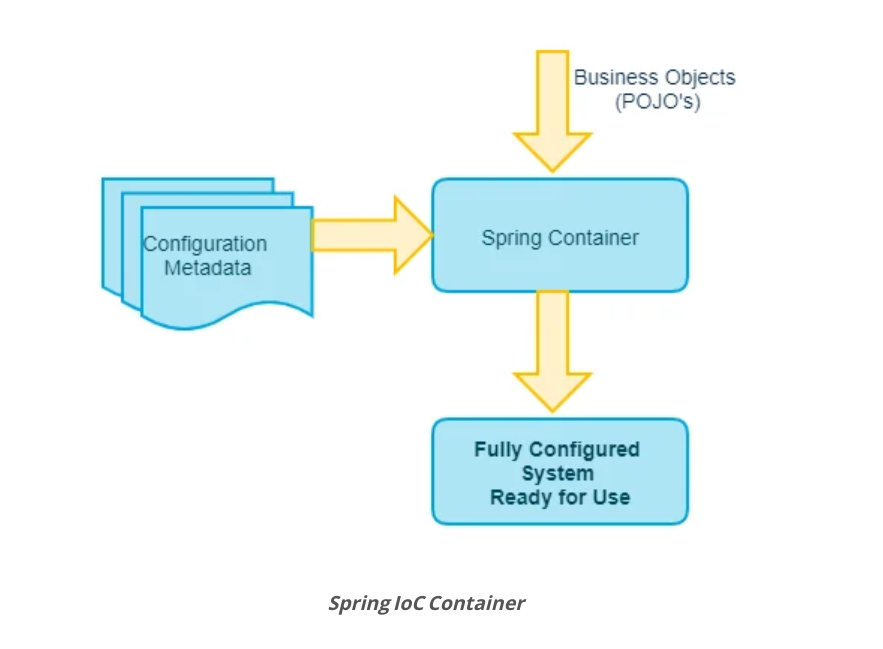 Business Objects
(POJO's)
Configuration
Metadata
Spring Container
Fully Configured
System
Ready for Use
Spring IoC Container